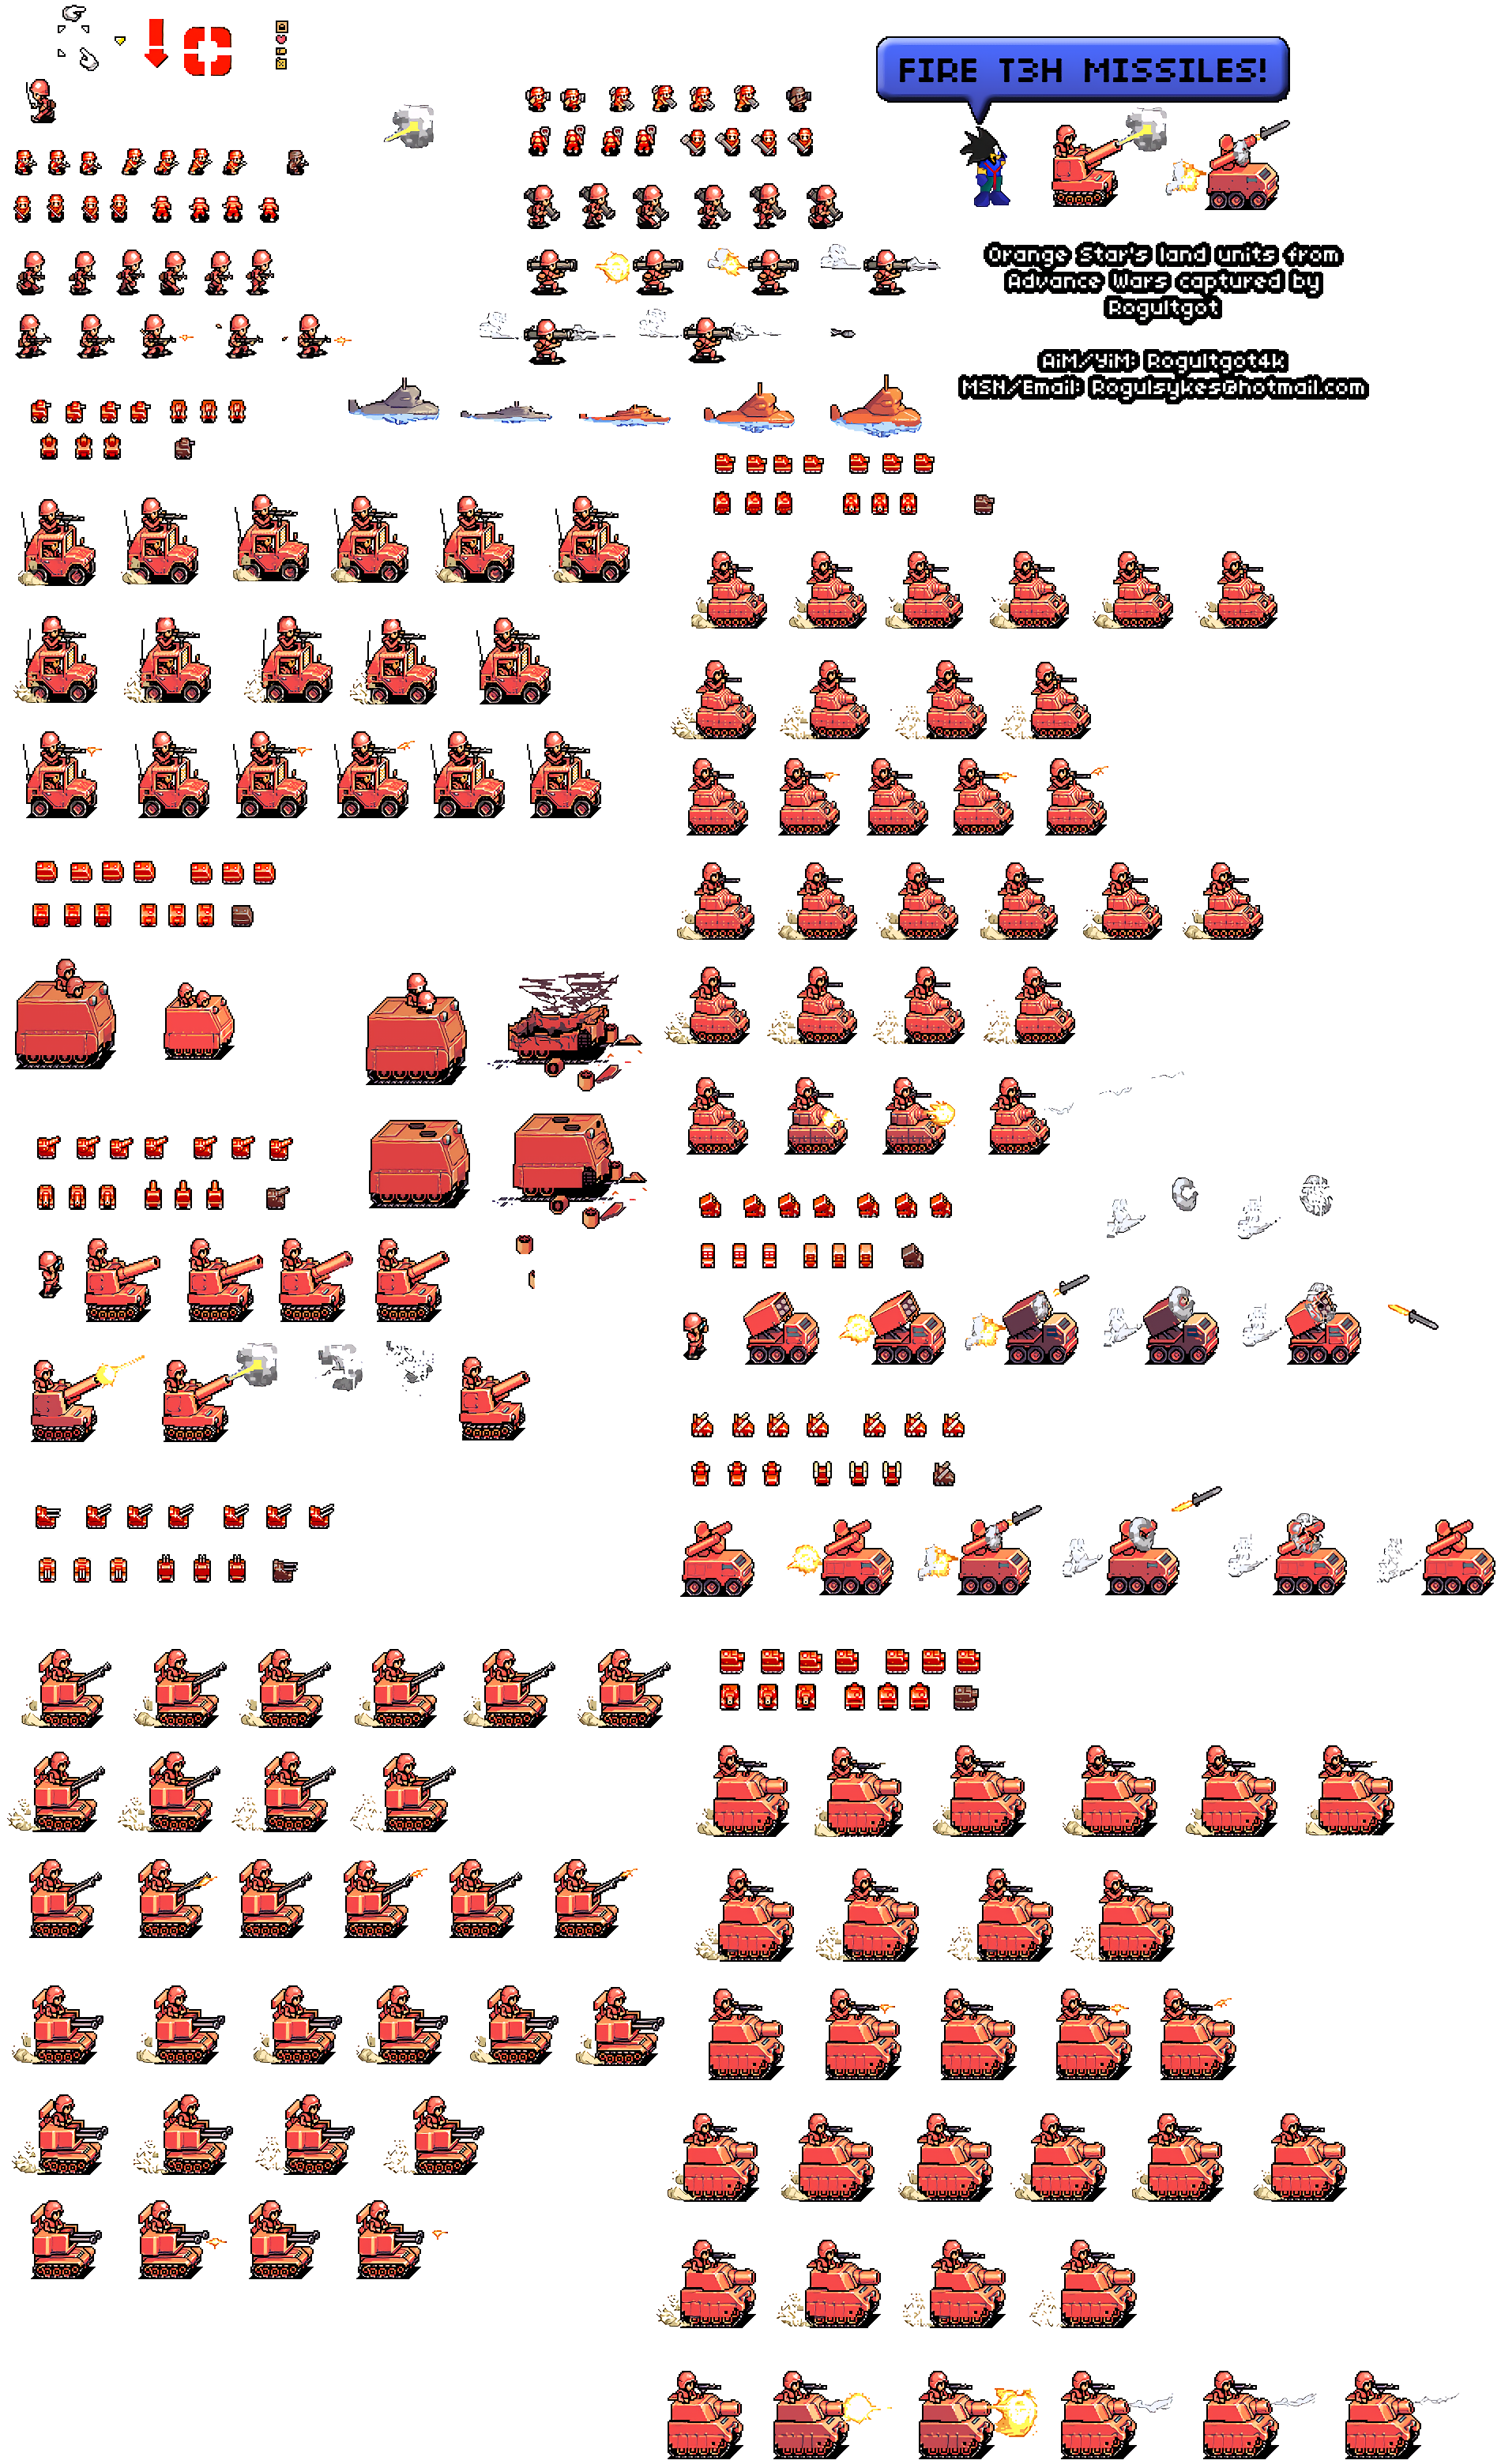 FIRE T3H MISSILES!
Orange Star's land units from
Advance Wars captured by
Rogultgot
AiM/YiM: Rogultgot4k
MSN/Email: Rogulsykes@hotmail.com